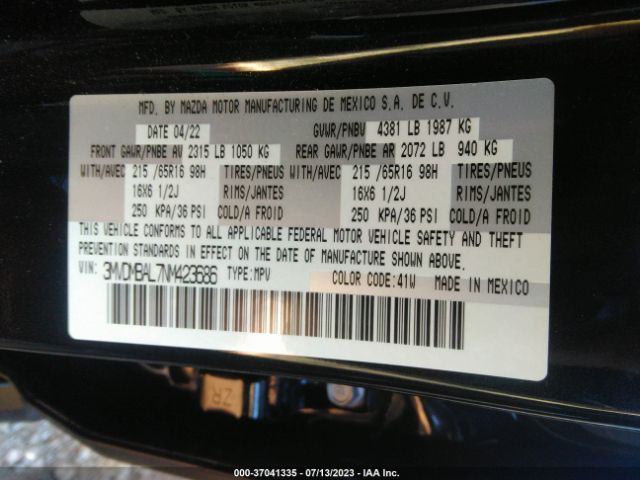 MFD. BY MAZDA MOTOR MANUFACTURING DE MEXICO S.A. DE C.V.
DATE 04/22 GVWR/PNBV 4381 LB 1987 KG
FRONT GAWR/PNBE AV 2315 LB 1050 KG REAR GAWR/PNBE AR 2072 LB 940 KG
WITH/AVEC 215 /65R16 98H TIRES/PNEUS WITH/AVEC 215 /65R16 98H TIRES/PNEUS
16X6 1/2J RIMS/JANTES 16X6 1/2J RIMS/JANTES
250 KPA/36 PSI COLD/A FROID 250 KPA/36 PSI COLD/A FROID
THIS VEHICLE CONFORMS TO ALL APPLICABLE FEDERAL MOTOR VEHICLE SAFETY AND THEFT
PREVENTION STANDARDS IN EFFECT ON THE DATE OF MANUFACTURE SHOWN ABOVE.
VIN: 3MVDMBAL7NM423686 TYPE:MPV COLOR CODE:41W MADE IN MEXICO
ZR
000-37041335 - 07/13/2023 - IAA Inc.